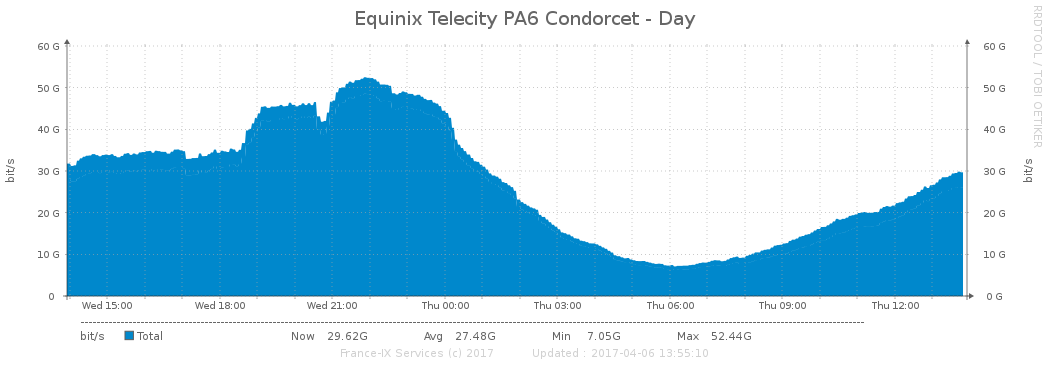 Equinix Telecity PA6 Condorcet - Day
RRDTOOL / TOBI OETIKER
60 G 60 G
50 G 50 G
40 G 40 G
30 G 30 G
20 G 20 G
10 G 10 G
0 0 G
bit/s
bit/s
Wed 15:00 Wed 18:00 Wed 21:00 Thu 00:00 Thu 03:00 Thu 06:00 Thu 09:00 Thu 12:00
bit/s Total Now 29.62G Avg 27.48G Min 7.05G Max 52.44G
France-IX Services (c) 2017 Updated : 2017-04-06 13:55:10